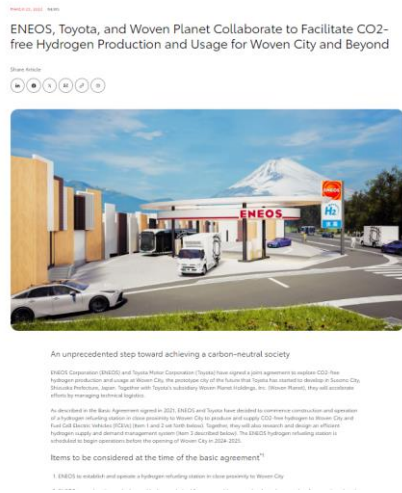 MARCH 23, 2022 NEWS
ENEOS, Toyota, and Woven Planet Collaborate to Facilitate CO2-
free Hydrogen Production and Usage for Woven City and Beyond
Share Article
ENEOS
ENEOS
H2
An unprecedented step toward achieving a carbon-neutral society
ENEOS Corporation (ENEOS) and Toyota Motor Corporation (Toyota) have signed a joint agreement to explore CO2-free
hydrogen production and usage at Woven City, the prototype city of the future that Toyota has started to develop in Susono City,
Shizuoka Prefecture, Japan. Together with Toyota's subsidiary Woven Planet Holdings, Inc. (Woven Planet), they will accelerate
efforts by managing technical logistics.
As described in the Basic Agreement signed in 2021, ENEOS and Toyota have decided to commence construction and operation
of a hydrogen refueling station in close proximity to Woven City to produce and supply CO2-free hydrogen to Woven City and
Fuel Cell Electric Vehicles (FCEVs) (item 1 and 2 set forth below). Together, they will also research and design an efficient
hydrogen supply and demand management system (item 3 described below). The ENEOS hydrogen refueling station is
scheduled to begin operations before the opening of Woven City in 2024-2025.
Items to be considered at the time of the basic agreement*1
1. ENEOS to establish and operate a hydrogen refueling station in close proximity to Woven City